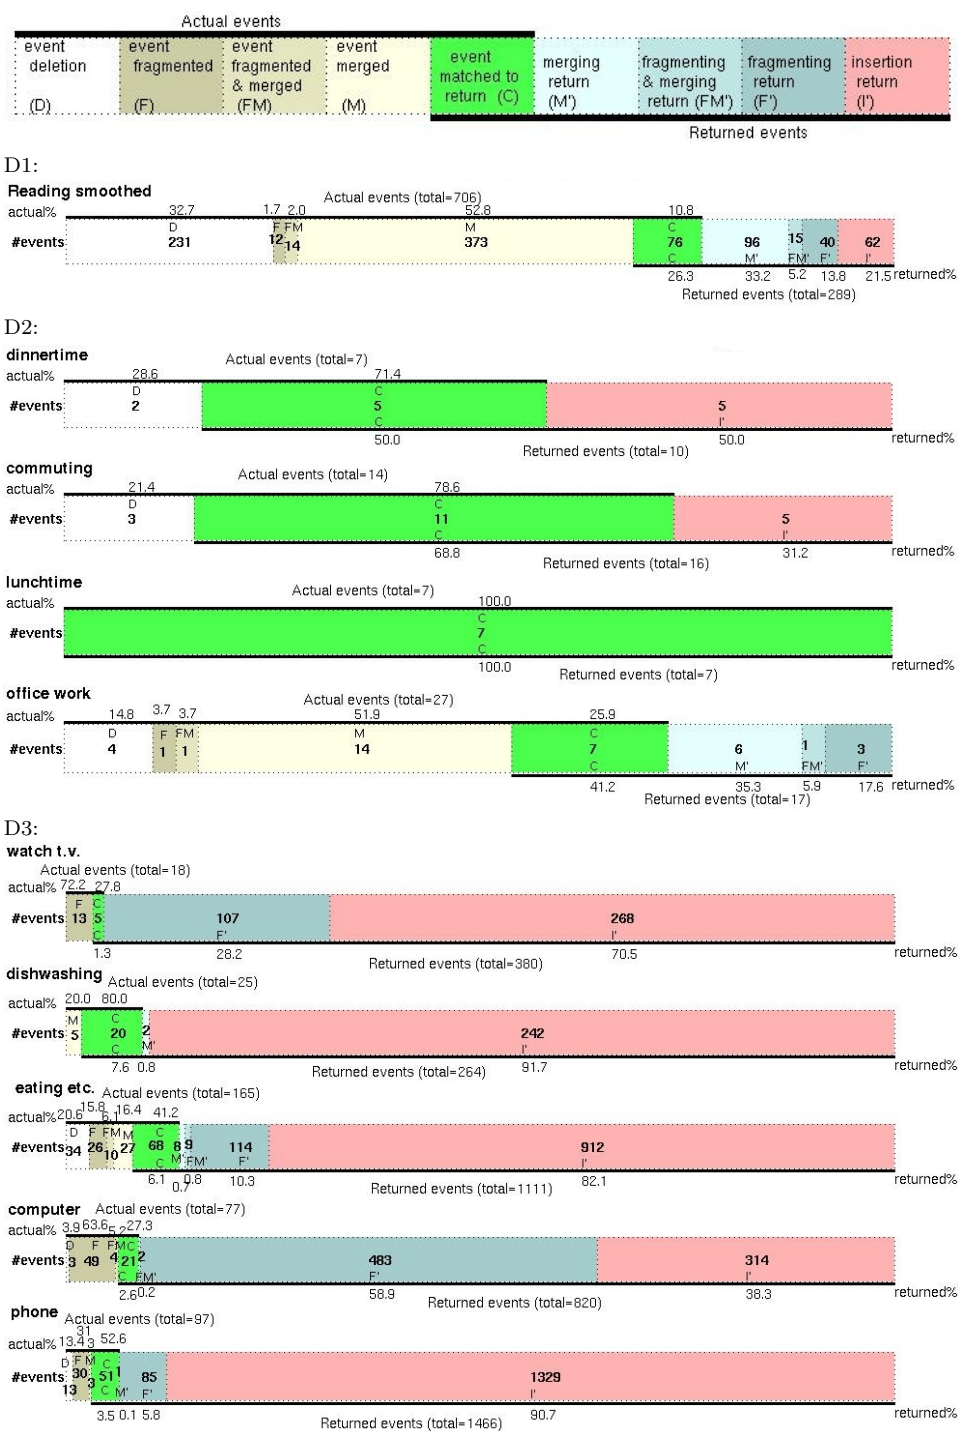 Actual events
event deletion (D)
event fragmented (F)
event fragmented & merged (FM)
event merged (M)
event matched to return (C)
merging return (M')
fragmenting & merging return (FM')
fragmenting return (F')
insertion return (I')
Returned events
D1:
Reading smoothed
Actual events (total=706)
actual% 32.7 1.7 2.0 52.8 10.8
D F FM M C
#events 231 12 14 373 76 96 15 40 62
C M' FM' F' I'
26.3 33.2 5.2 13.8 21.5 returned%
Returned events (total=289)
D2:
dinnertime
Actual events (total=7)
actual% 28.6 71.4
D C
#events 2 5 5
C I'
50.0 50.0 returned%
Returned events (total=10)
commuting
Actual events (total=14)
actual% 21.4 78.6
D C
#events 3 11 5
C I'
68.8 31.2 returned%
Returned events (total=16)
lunchtime
Actual events (total=7)
actual% 100.0
C
#events 7
C
100.0 returned%
Returned events (total=7)
office work
Actual events (total=27)
actual% 14.8 3.7 3.7 51.9 25.9
D F FM M C
#events 4 1 1 14 7 6 1 3
C M' FM' F'
41.2 35.3 5.9 17.6 returned%
Returned events (total=17)
D3:
watch t.v.
Actual events (total=18)
actual% 72.2 27.8
F C
#events 13 5 107 268
C F' I'
1.3 28.2 70.5 returned%
Returned events (total=380)
dishwashing
Actual events (total=25)
actual% 20.0 80.0
M C
#events 5 20 2 242
C M' I'
7.6 0.8 91.7 returned%
Returned events (total=264)
eating etc.
Actual events (total=165)
actual% 20.6 15.8 6.1 16.4 41.2
D F FM M C
#events 34 26 10 27 68 8 9 114 912
C M' FM' F' I'
6.1 0.7 0.8 10.3 82.1 returned%
Returned events (total=1111)
computer
Actual events (total=77)
actual% 3.9 63.6 5.2 27.3
D F FM C
#events 3 49 4 21 2 483 314
C FM' F' I'
2.6 0.2 58.9 38.3 returned%
Returned events (total=820)
phone
Actual events (total=97)
actual% 13.4 31 3 52.6
D F M C
#events 13 30 3 51 1 85 1329
C M' F' I'
3.5 0.1 5.8 90.7 returned%
Returned events (total=1466)